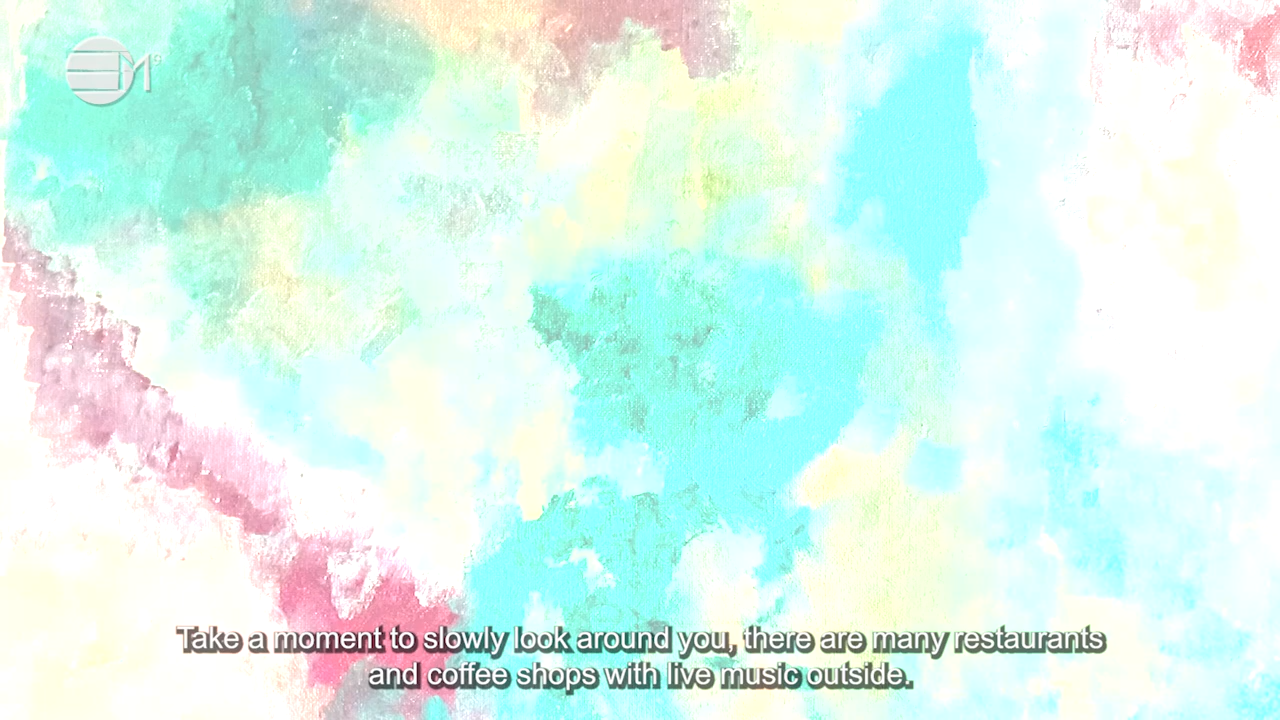 Take a moment to slowly look around you, there are many restaurants
and coffee shops with live music outside.